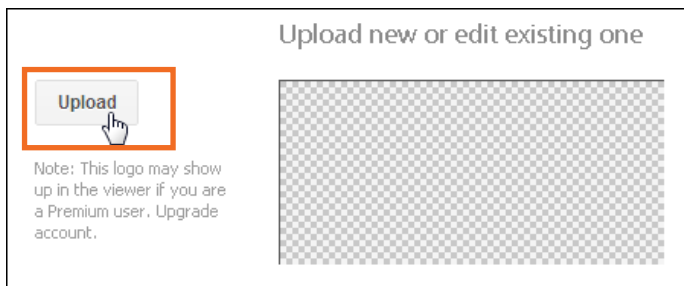 Upload new or edit existing one
Upload
Note: This logo may show
up in the viewer if you are
a Premium user. Upgrade
account.